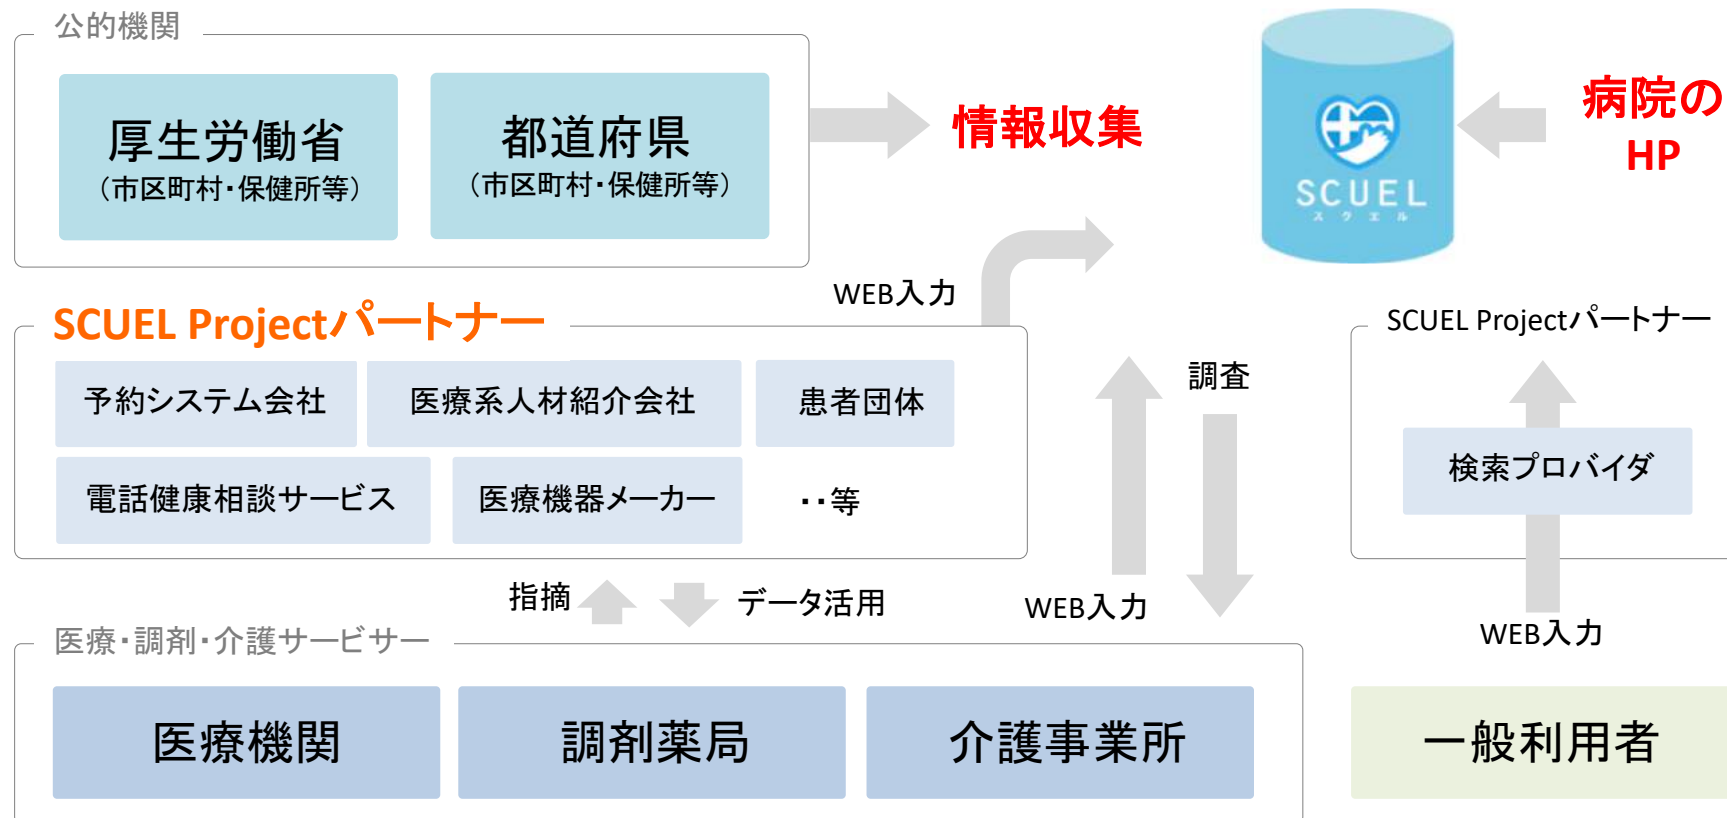 公的機関
厚生労働省
（市区町村・保健所等）
都道府県
（市区町村・保健所等）
情報収集
SCUEL
スクエル
病院の
HP
WEB入力
SCUEL Projectパートナー
予約システム会社
医療系人材紹介会社
患者団体
電話健康相談サービス
医療機器メーカー
・・等
調査
SCUEL Projectパートナー
検索プロバイダ
指摘
データ活用
WEB入力
WEB入力
医療・調剤・介護サービサー
医療機関
調剤薬局
介護事業所
一般利用者